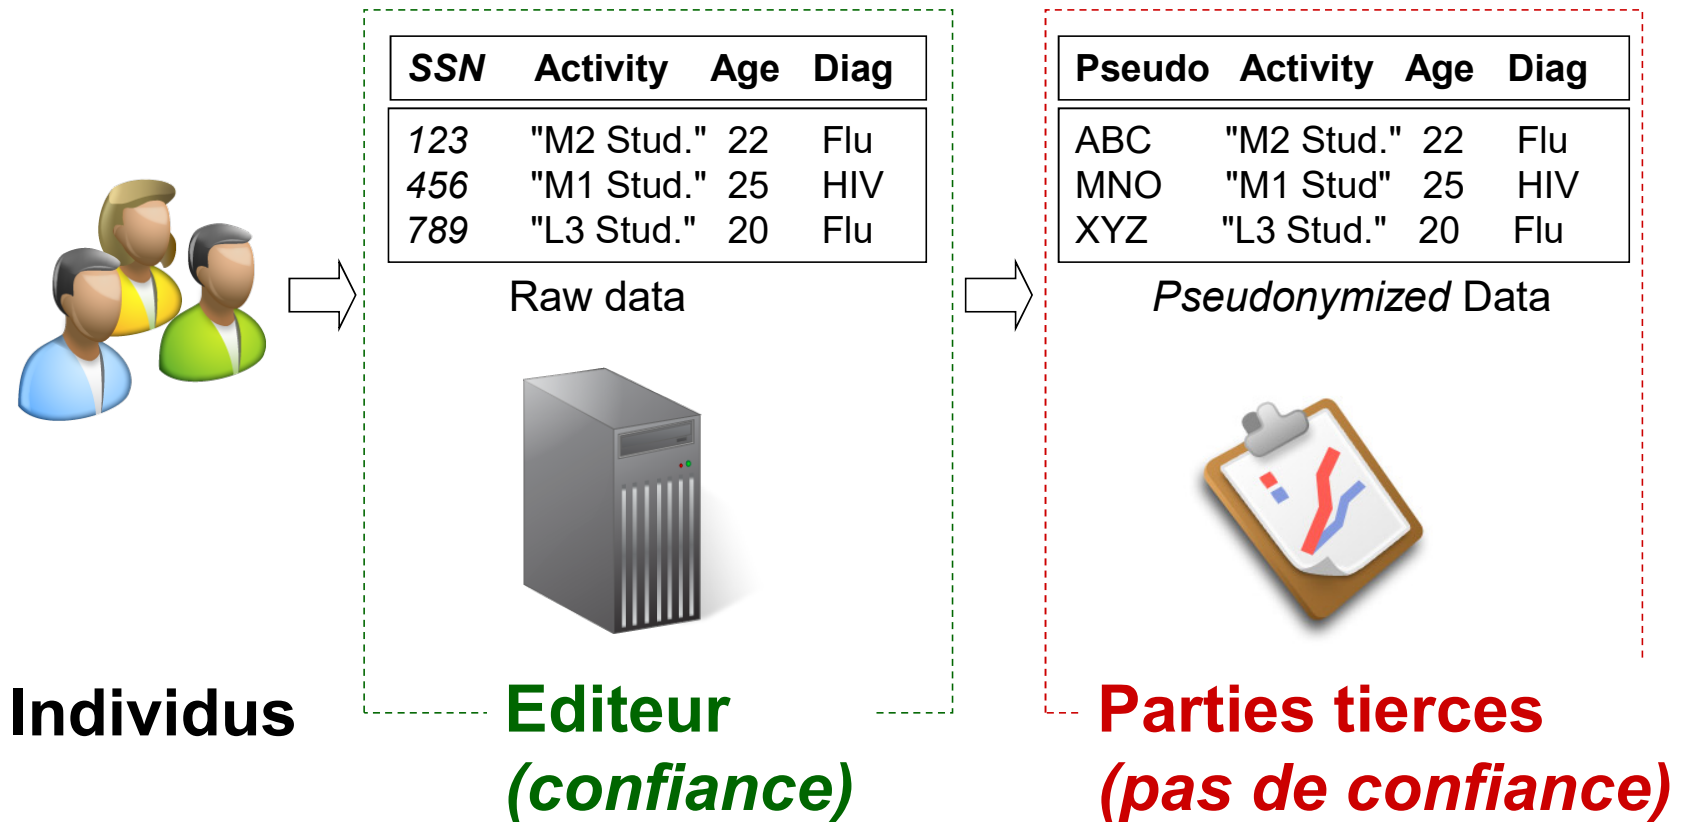 SSN Activity Age Diag
123 "M2 Stud." 22 Flu
456 "M1 Stud." 25 HIV
789 "L3 Stud." 20 Flu
Raw data
Pseudo Activity Age Diag
ABC "M2 Stud." 22 Flu
MNO "M1 Stud" 25 HIV
XYZ "L3 Stud." 20 Flu
Pseudonymized Data
Individus
Editeur
(confiance)
Parties tierces
(pas de confiance)